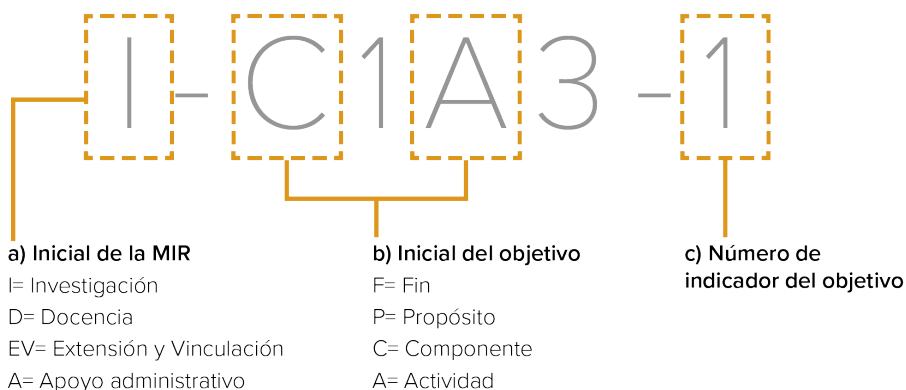 I-C1A3-1
a) Inicial de la MIR
I= Investigación
D= Docencia
EV= Extensión y Vinculación
A= Apoyo administrativo
b) Inicial del objetivo
F= Fin
P= Propósito
C= Componente
A= Actividad
c) Número de
indicador del objetivo